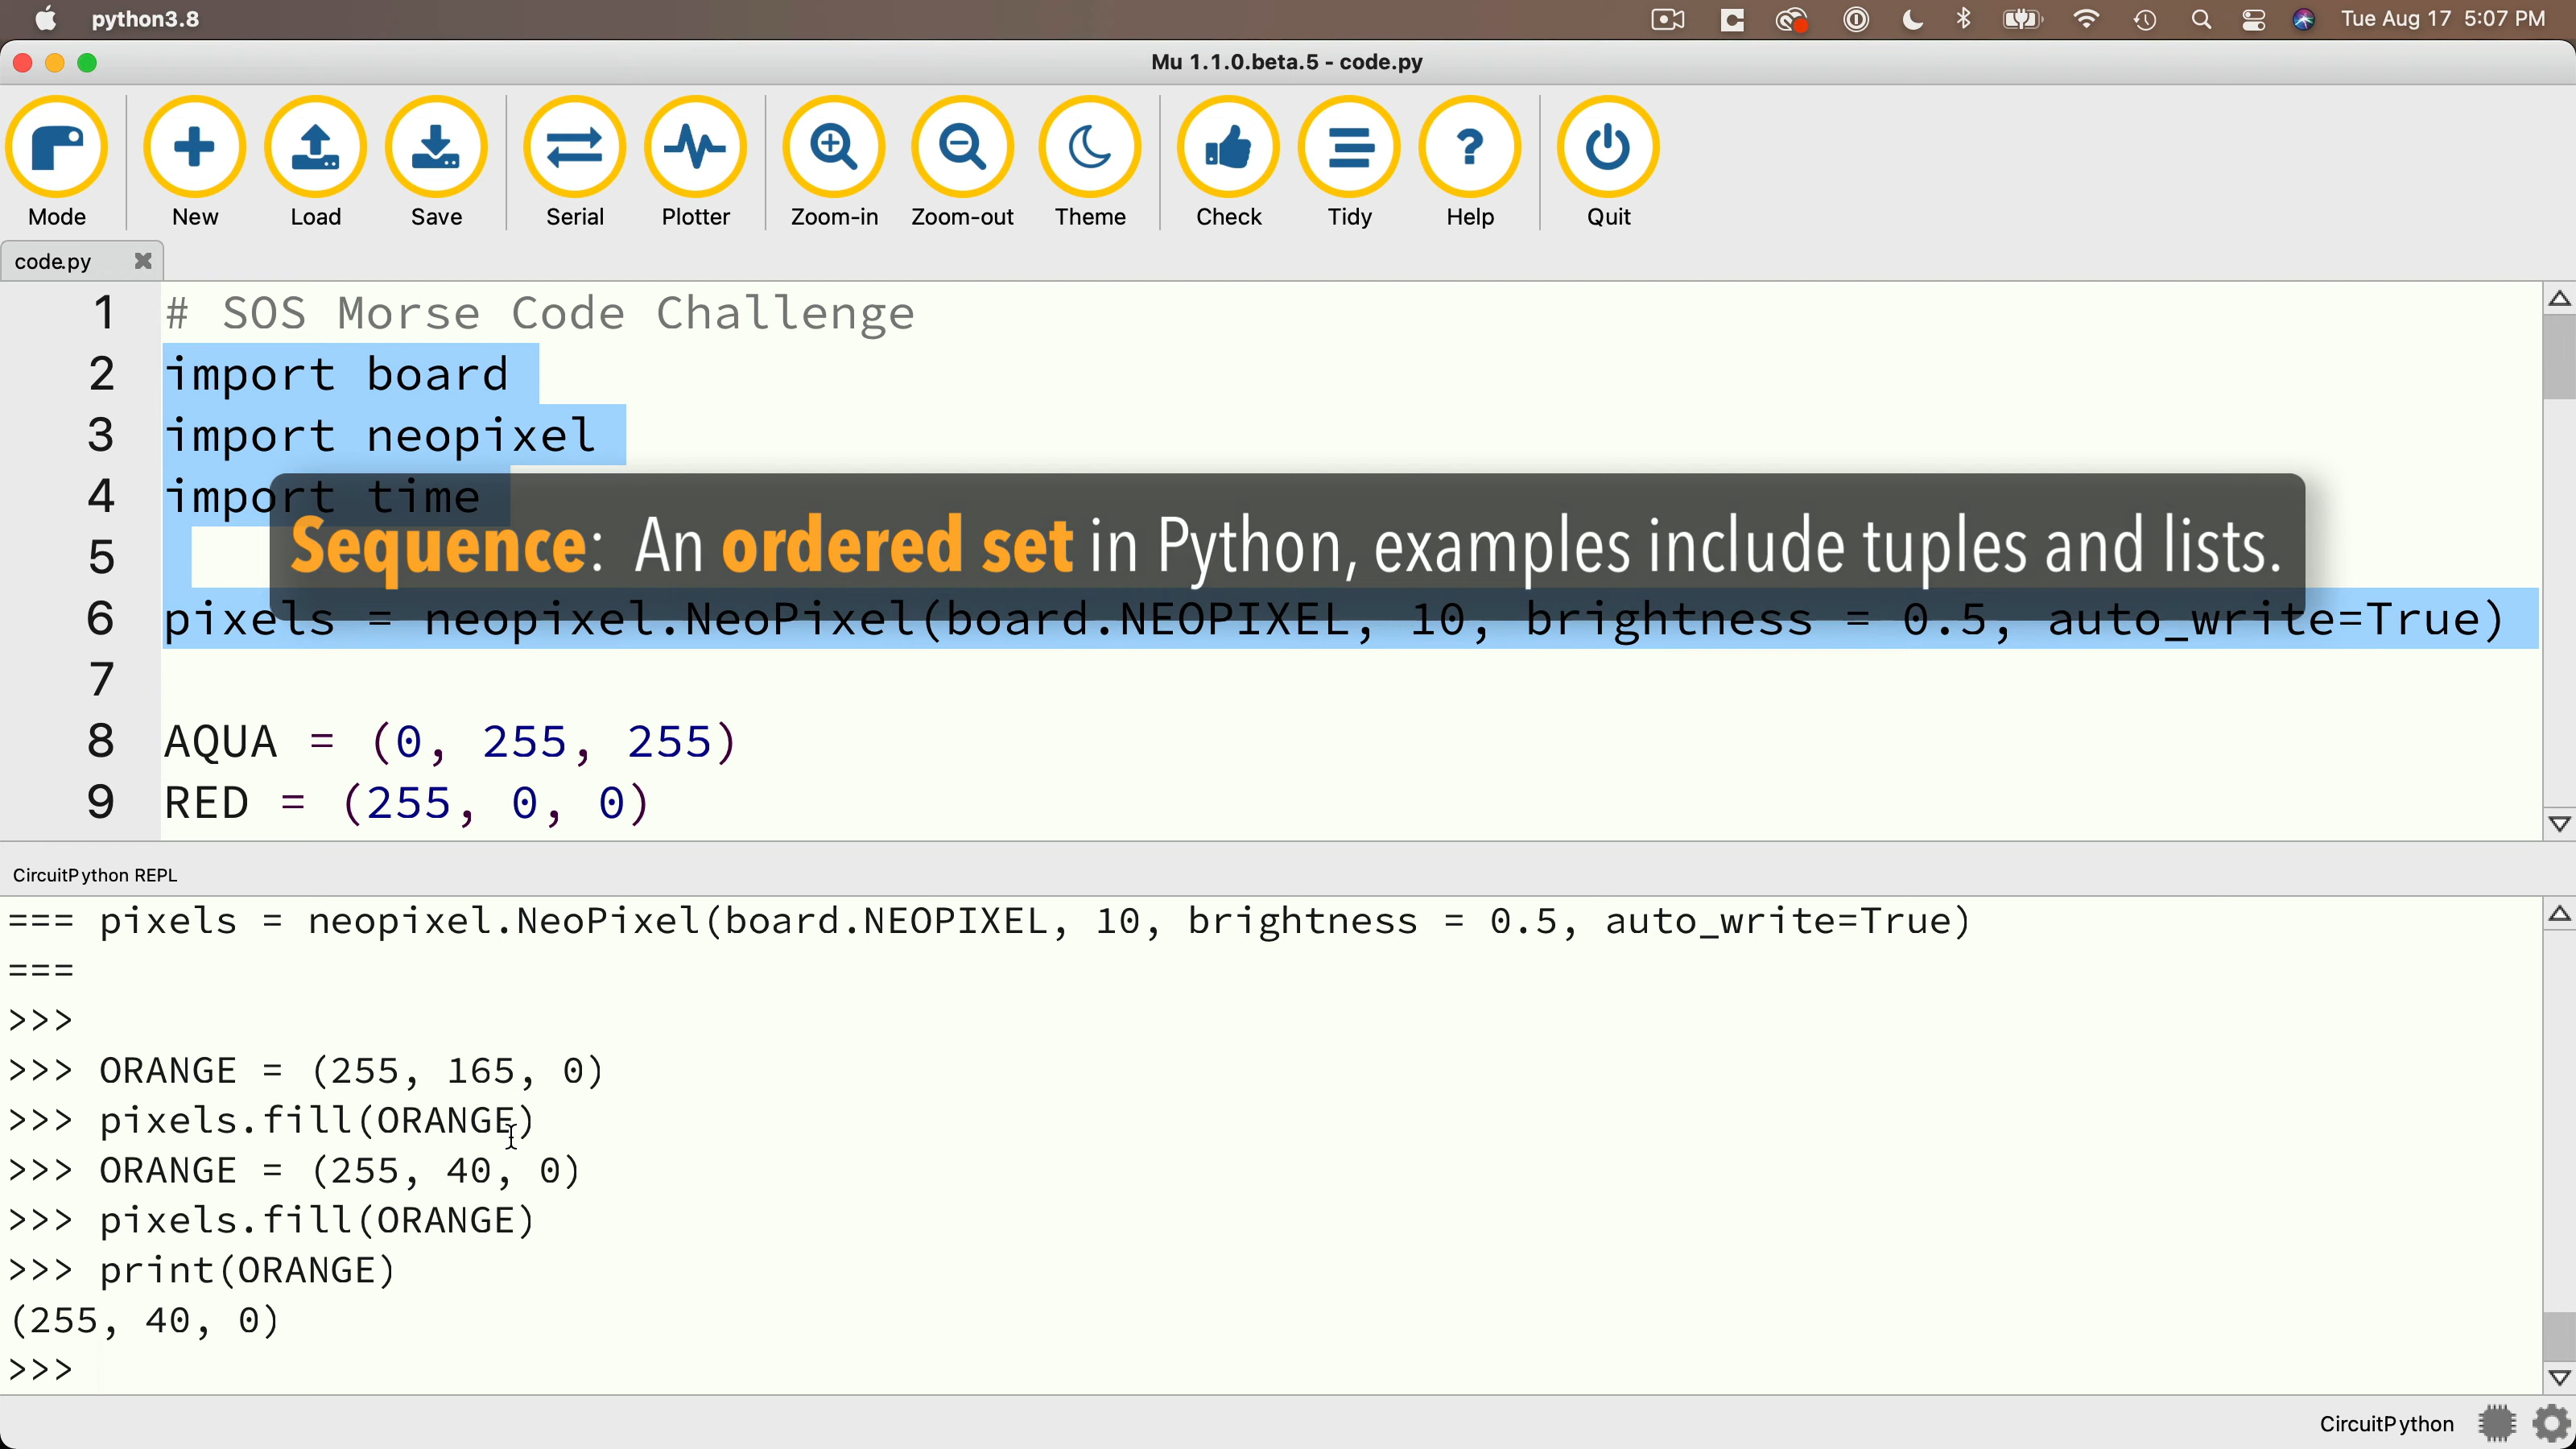 python3.8
Tue Aug 17 5:07 PM
Mu 1.1.0.beta.5 - code.py
Mode New Load Save Serial Plotter Zoom-in Zoom-out Theme Check Tidy Help Quit
code.py
1 # SOS Morse Code Challenge
2 import board
3 import neopixel
4 import time
5
Sequence: An ordered set in Python, examples include tuples and lists.
6 pixels = neopixel.NeoPixel(board.NEOPIXEL, 10, brightness = 0.5, auto_write=True)
7
8 AQUA = (0, 255, 255)
9 RED = (255, 0, 0)
CircuitPython REPL
=== pixels = neopixel.NeoPixel(board.NEOPIXEL, 10, brightness = 0.5, auto_write=True)
===
>>>
>>> ORANGE = (255, 165, 0)
>>> pixels.fill(ORANGE)
>>> ORANGE = (255, 40, 0)
>>> pixels.fill(ORANGE)
>>> print(ORANGE)
(255, 40, 0)
>>>
CircuitPython